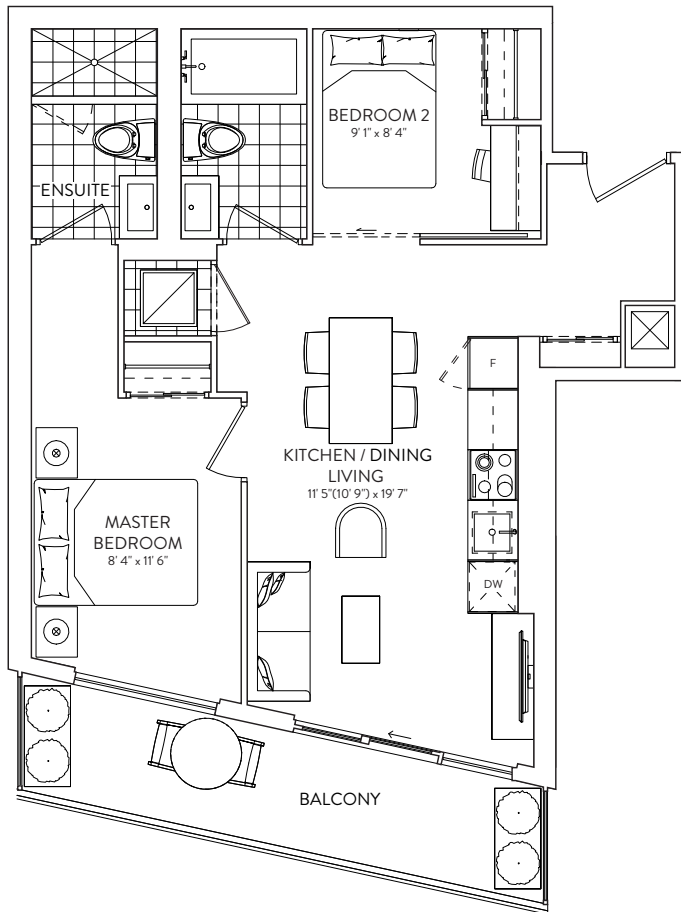 BEDROOM 2
9' 1" x 8' 4"
ENSUITE
F
KITCHEN / DINING
LIVING
11' 5"(10' 9") x 19' 7"
MASTER
BEDROOM
8' 4" x 11' 6"
DW
BALCONY